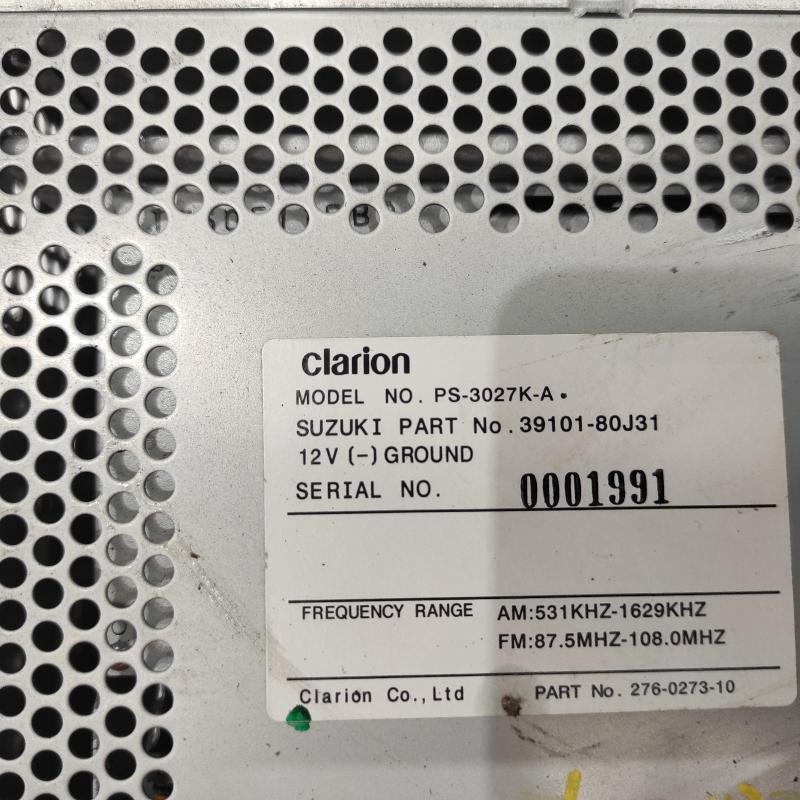 clarion
MODEL NO. PS-3027K-A.
SUZUKI PART No. 39101-80J31
12V (-) GROUND
SERIAL NO. 0001991
FREQUENCY RANGE AM:531KHZ-1629KHZ
FM:87.5MHZ-108.0MHZ
Clarion Co.,Ltd PART No. 276-0273-10